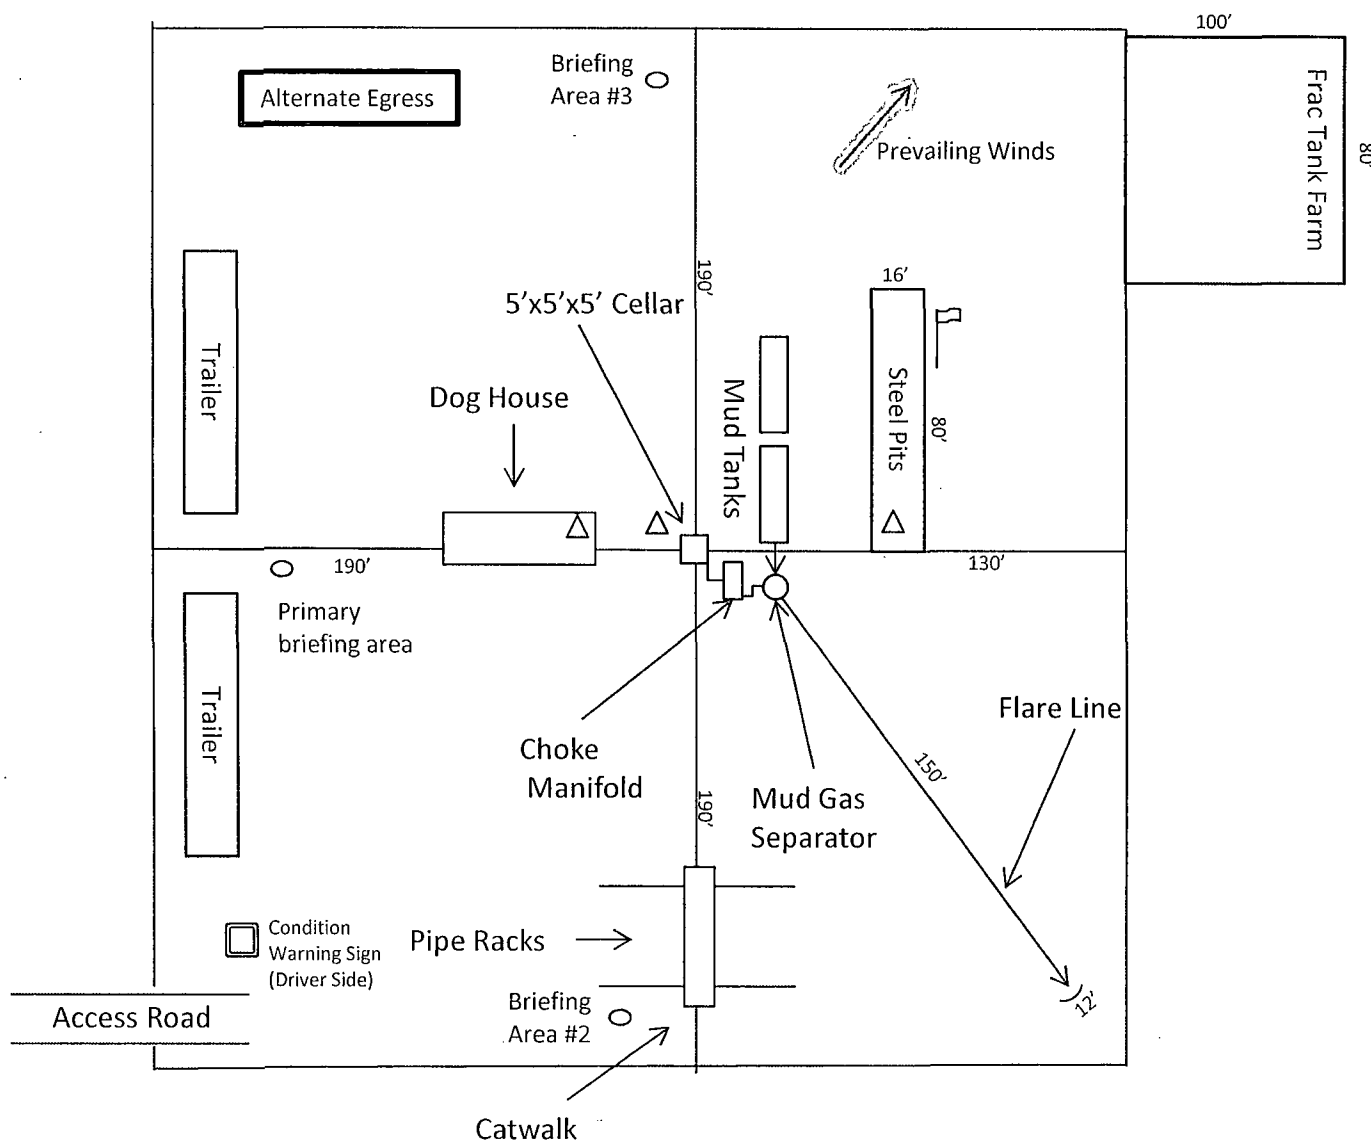 100’
Alternate Egress
Briefing
Area #3
Prevailing Winds
Frac Tank Farm
80’
190’
16’
5’x5’x5’ Cellar
Trailer
Dog House
Mud Tanks
Steel Pits
80’
190’
130’
Primary
briefing area
Trailer
Choke
Manifold
Mud Gas
Separator
Flare Line
150’
190’
Condition
Warning Sign
(Driver Side)
Pipe Racks
Briefing
Area #2
12’
Access Road
Catwalk